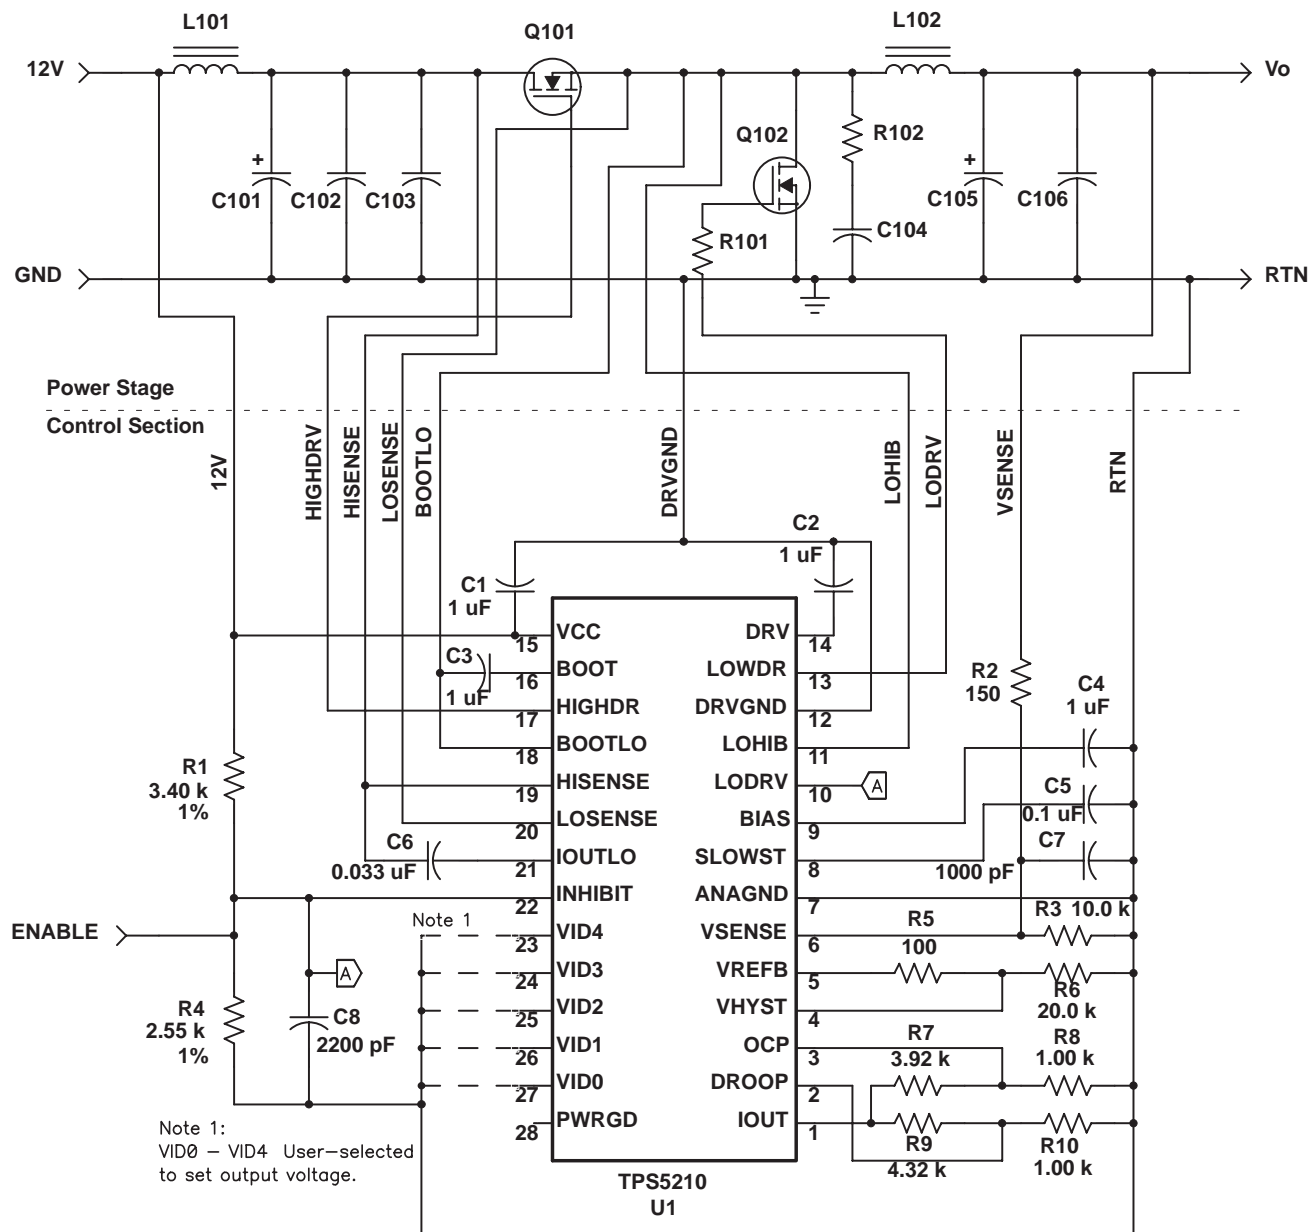 L101
Q101
L102
12V
Vo
Q102
R102
+
C101
C102
C103
+
C105
C106
R101
C104
GND
RTN
Power Stage
Control Section
12V
HIGHDRV
HISENSE
LOSENSE
BOOTLO
DRVGND
LOHIB
LODRV
VSENSE
RTN
C2
1 uF
C1
1 uF
VCC
15
DRV
14
C3
1 uF
BOOT
16
LOWDR
13
R2
150
C4
1 uF
HIGHDR
17
DRVGND
12
BOOTLO
18
LOHIB
11
R1
3.40 k
1%
HISENSE
19
LODRV
10
A
C5
0.1 uF
LOSENSE
20
BIAS
9
C6
0.033 uF
IOUTLO
21
SLOWST
8
C7
1000 pF
INHIBIT
22
ANAGND
7
R3 10.0 k
ENABLE
Note 1
VID4
23
VSENSE
6
R5
100
A
VID3
24
VREFB
5
R6
20.0 k
R4
2.55 k
1%
C8
2200 pF
VID2
25
VHYST
4
VID1
26
OCP
3
R7
3.92 k
R8
1.00 k
VID0
27
DROOP
2
PWRGD
28
IOUT
1
R9
4.32 k
R10
1.00 k
Note 1:
VID0 – VID4 User–selected
to set output voltage.
TPS5210
U1